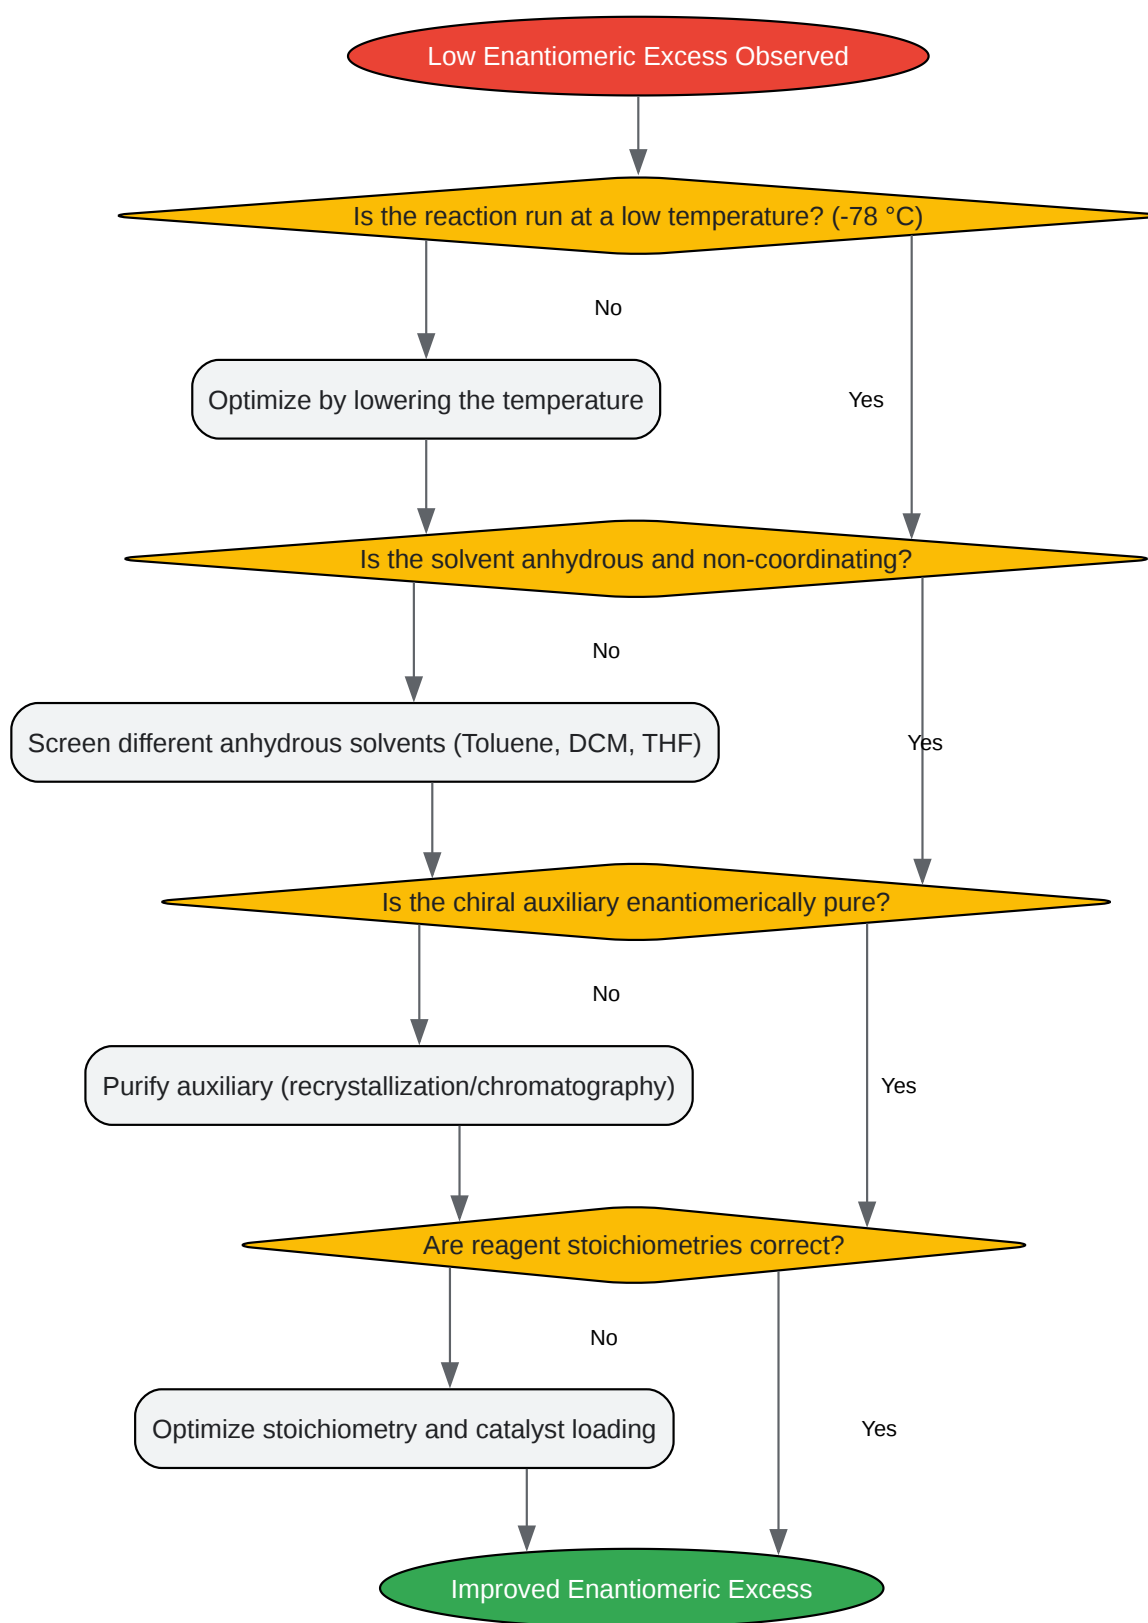 Low Enantiomeric Excess Observed
Is the reaction run at a low temperature? (-78 °C)
No
Optimize by lowering the temperature
Yes
Is the solvent anhydrous and non-coordinating?
No
Screen different anhydrous solvents (Toluene, DCM, THF)
Yes
Is the chiral auxiliary enantiomerically pure?
No
Purify auxiliary (recrystallization/chromatography)
Yes
Are reagent stoichiometries correct?
No
Optimize stoichiometry and catalyst loading
Yes
Improved Enantiomeric Excess